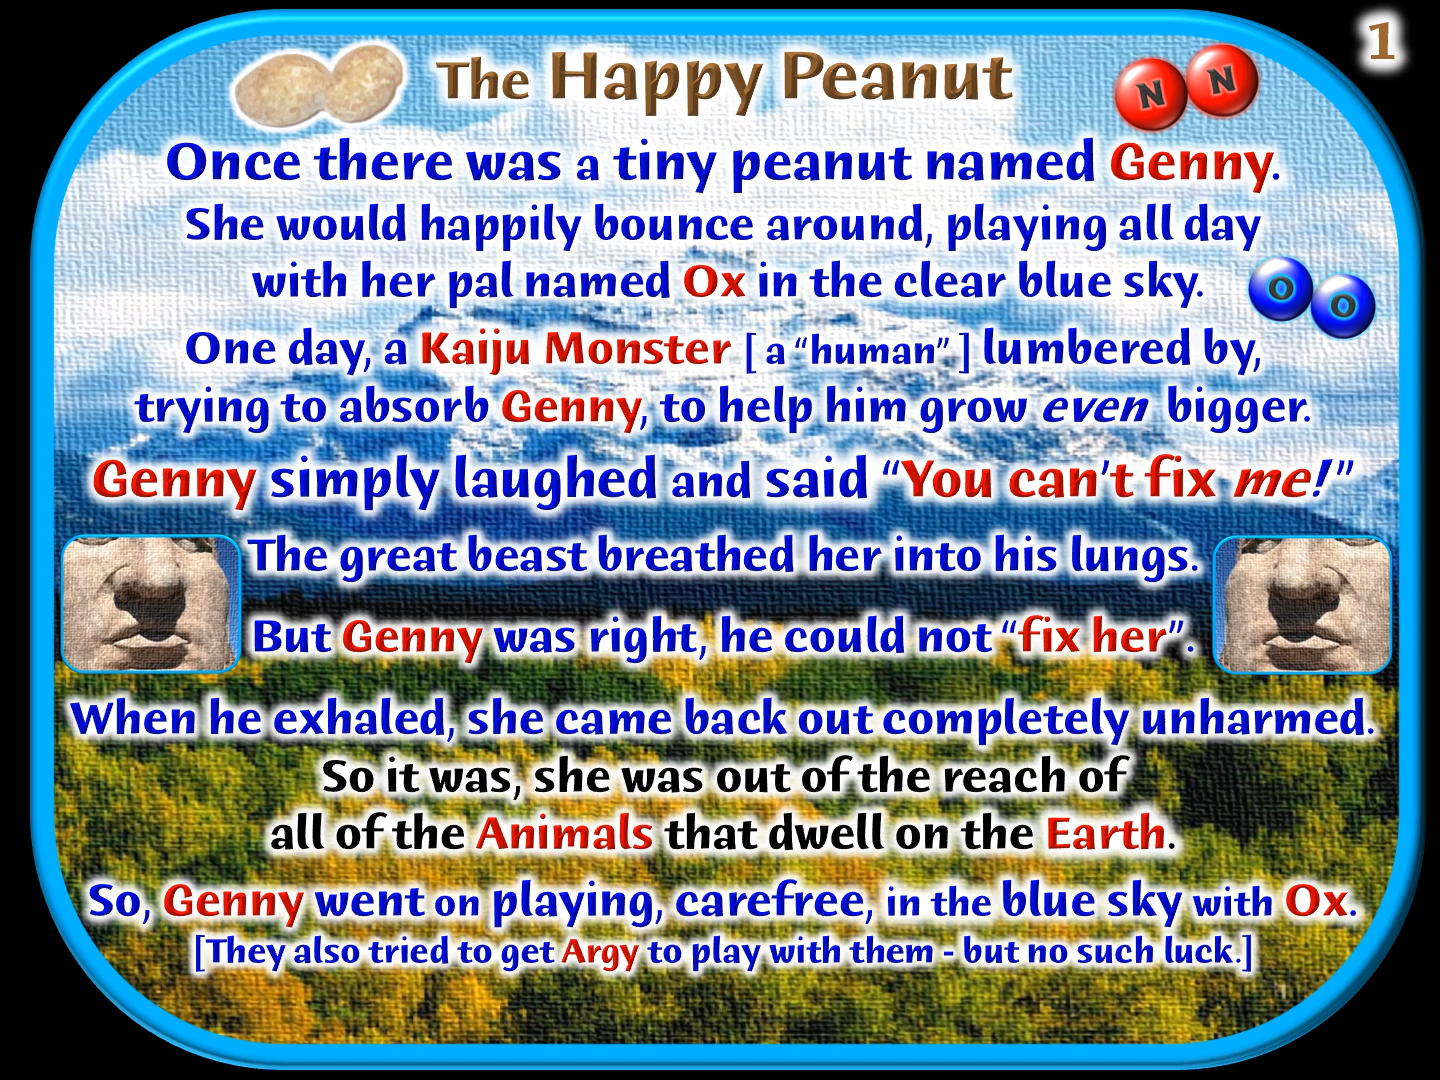 1
The Happy Peanut
N N
Once there was a tiny peanut named Genny.
She would happily bounce around, playing all day
with her pal named Ox in the clear blue sky.
O O
One day, a Kaiju Monster [ a “human” ] lumbered by,
trying to absorb Genny, to help him grow even bigger.
Genny simply laughed and said “You can't fix me!”
The great beast breathed her into his lungs.
But Genny was right, he could not “fix her”.
When he exhaled, she came back out completely unharmed.
So it was, she was out of the reach of
all of the Animals that dwell on the Earth.
So, Genny went on playing, carefree, in the blue sky with Ox.
[They also tried to get Argy to play with them - but no such luck.]